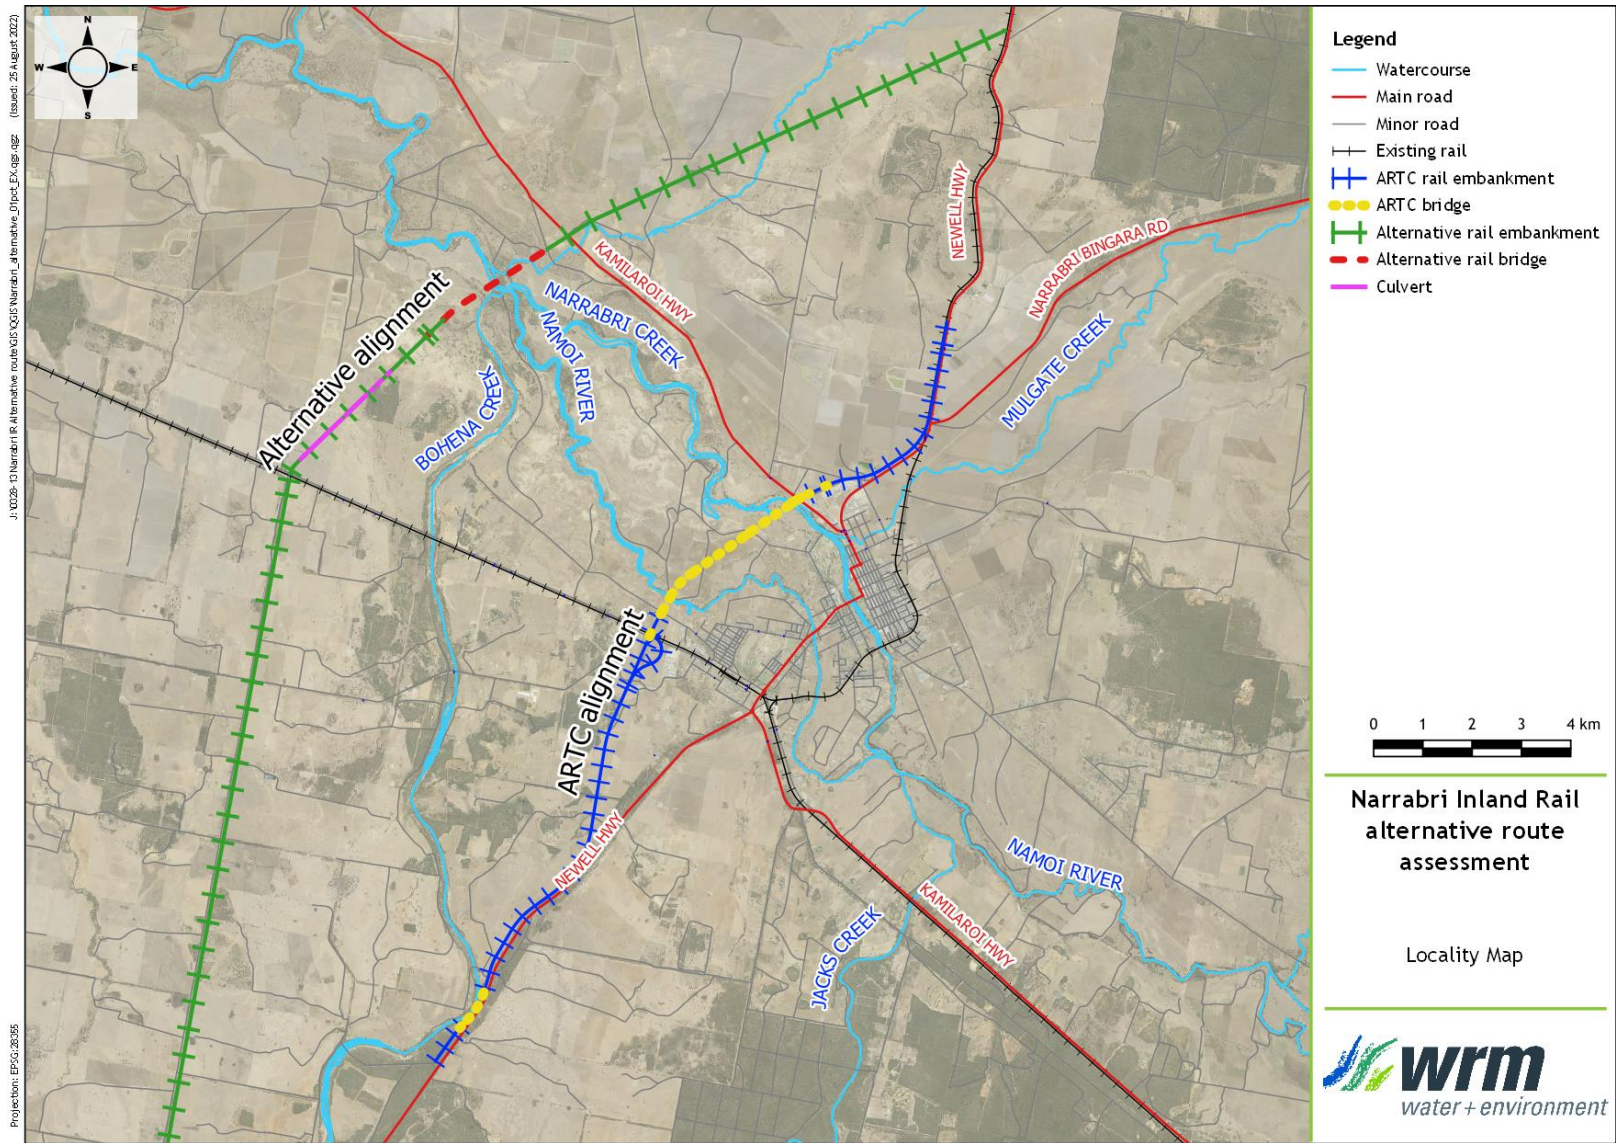 (Issued: 25 August 2022)
Projection: EPSG:28355
N
W
E
S
NEWELL HWY
NARRABRI BINGARA RD
KAMILAROI HWY
NARRABRI CREEK
NAMOI RIVER
MULGATE CREEK
Alternative alignment
BOHENA CREEK
ARTC alignment
NEWELL HWY
NAMOI RIVER
KAMILAROI HWY
JACKS CREEK
Legend
Watercourse
Main road
Minor road
Existing rail
ARTC rail embankment
ARTC bridge
Alternative rail embankment
Alternative rail bridge
Culvert
0 1 2 3 4 km
Narrabri Inland Rail
alternative route
assessment
Locality Map
wrm
water + environment